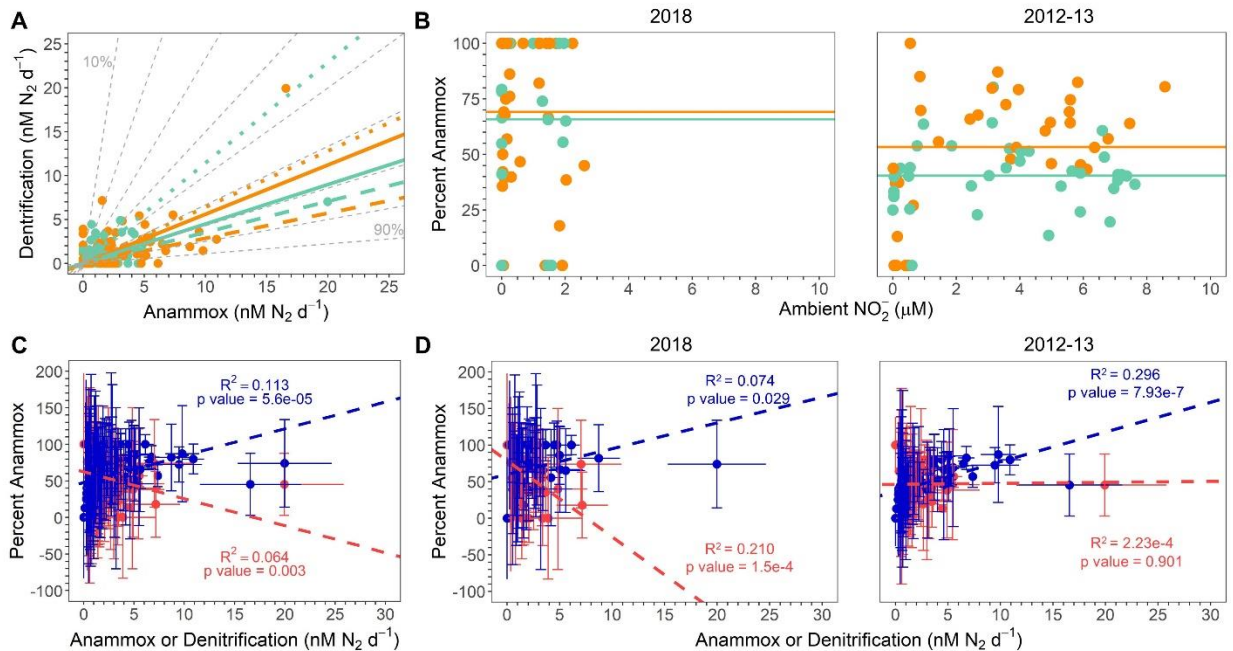 A
Dentrification (nM N₂ d⁻¹)
25
20
15
10
5
0
10%
90%
0 5 10 15 20 25
Anammox (nM N₂ d⁻¹)
B
2018
2012-13
Percent Anammox
100
75
50
25
0
0 2 4 6 8 10
0 2 4 6 8 10
Ambient NO₂⁻ (μM)
C
Percent Anammox
200
150
100
50
0
-50
-100
R² = 0.113
p value = 5.6e-05
R² = 0.064
p value = 0.003
0 5 10 15 20 25 30
Anammox or Denitrification (nM N₂ d⁻¹)
D
2018
2012-13
Percent Anammox
200
150
100
50
0
-50
-100
R² = 0.074
p value = 0.029
R² = 0.210
p value = 1.5e-4
R² = 0.296
p value = 7.93e-7
R² = 2.23e-4
p value = 0.901
0 5 10 15 20 25 30
0 5 10 15 20 25 30
Anammox or Denitrification (nM N₂ d⁻¹)